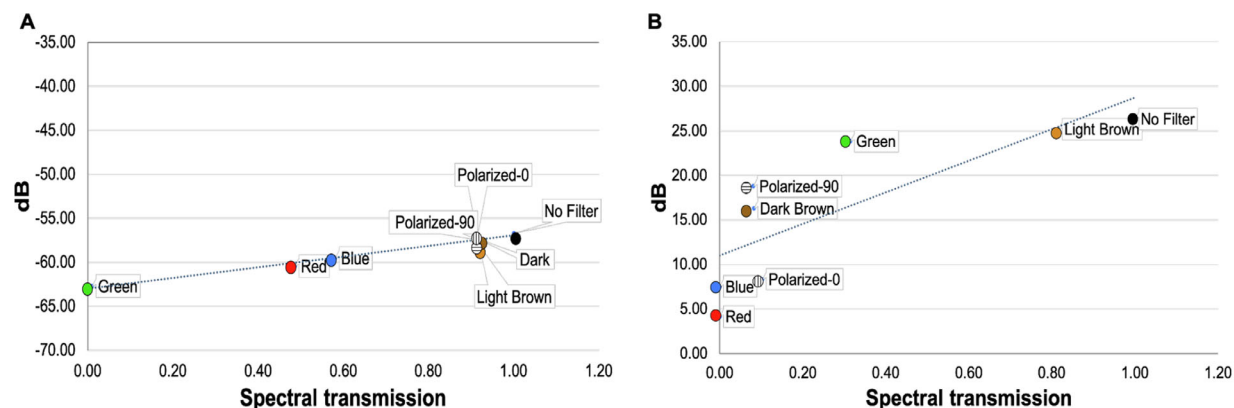 A
-35.00
-40.00
-45.00
-50.00
-55.00
-60.00
-65.00
-70.00
dB
Polarized-0
No Filter
Polarized-90
Dark
Blue
Red
Light Brown
Green
0.00 0.20 0.40 0.60 0.80 1.00 1.20
Spectral transmission
B
35.00
30.00
25.00
20.00
15.00
10.00
5.00
0.00
dB
No Filter
Light Brown
Green
Polarized-90
Dark Brown
Polarized-0
Blue
Red
0.00 0.20 0.40 0.60 0.80 1.00 1.20
Spectral transmission